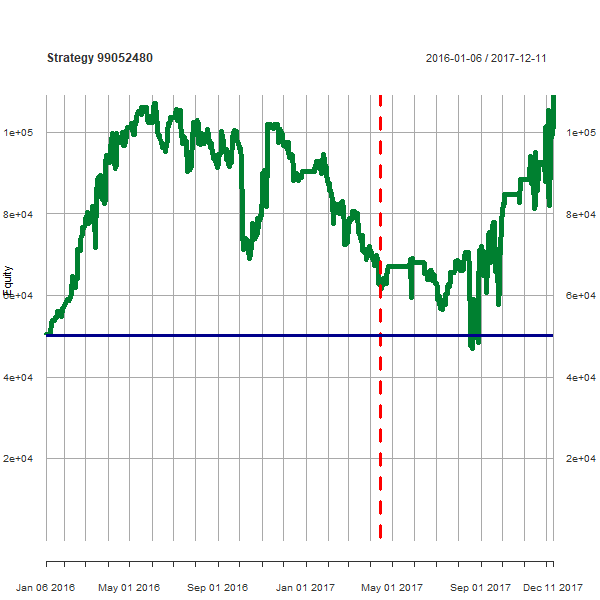 Strategy 99052480
2016-01-06 / 2017-12-11
1e+05
1e+05
8e+04
8e+04
Equity
6e+04
6e+04
4e+04
4e+04
2e+04
2e+04
Jan 06 2016
May 01 2016
Sep 01 2016
Jan 01 2017
May 01 2017
Sep 01 2017
Dec 11 2017